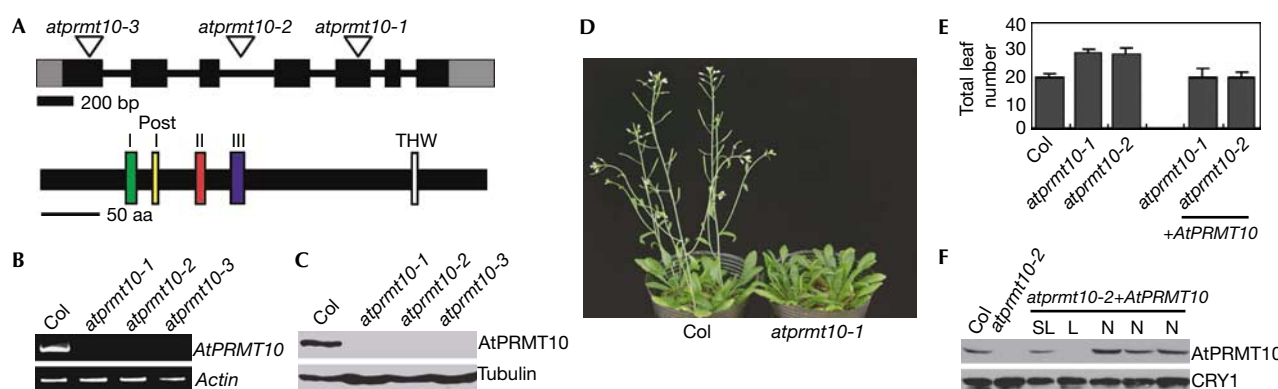 A
atprmt10-3 atprmt10-2 atprmt10-1
200 bp
Post
I I II III THW
50 aa
B
Col atprmt10-1 atprmt10-2 atprmt10-3
AtPRMT10
Actin
C
Col atprmt10-1 atprmt10-2 atprmt10-3
AtPRMT10
Tubulin
D
Col atprmt10-1
E
Total leaf
number
40
30
20
10
0
Col atprmt10-1 atprmt10-2 atprmt10-1 atprmt10-2
+AtPRMT10
F
Col atprmt10-2 atprmt10-2+AtPRMT10
SL L N N N
AtPRMT10
CRY1